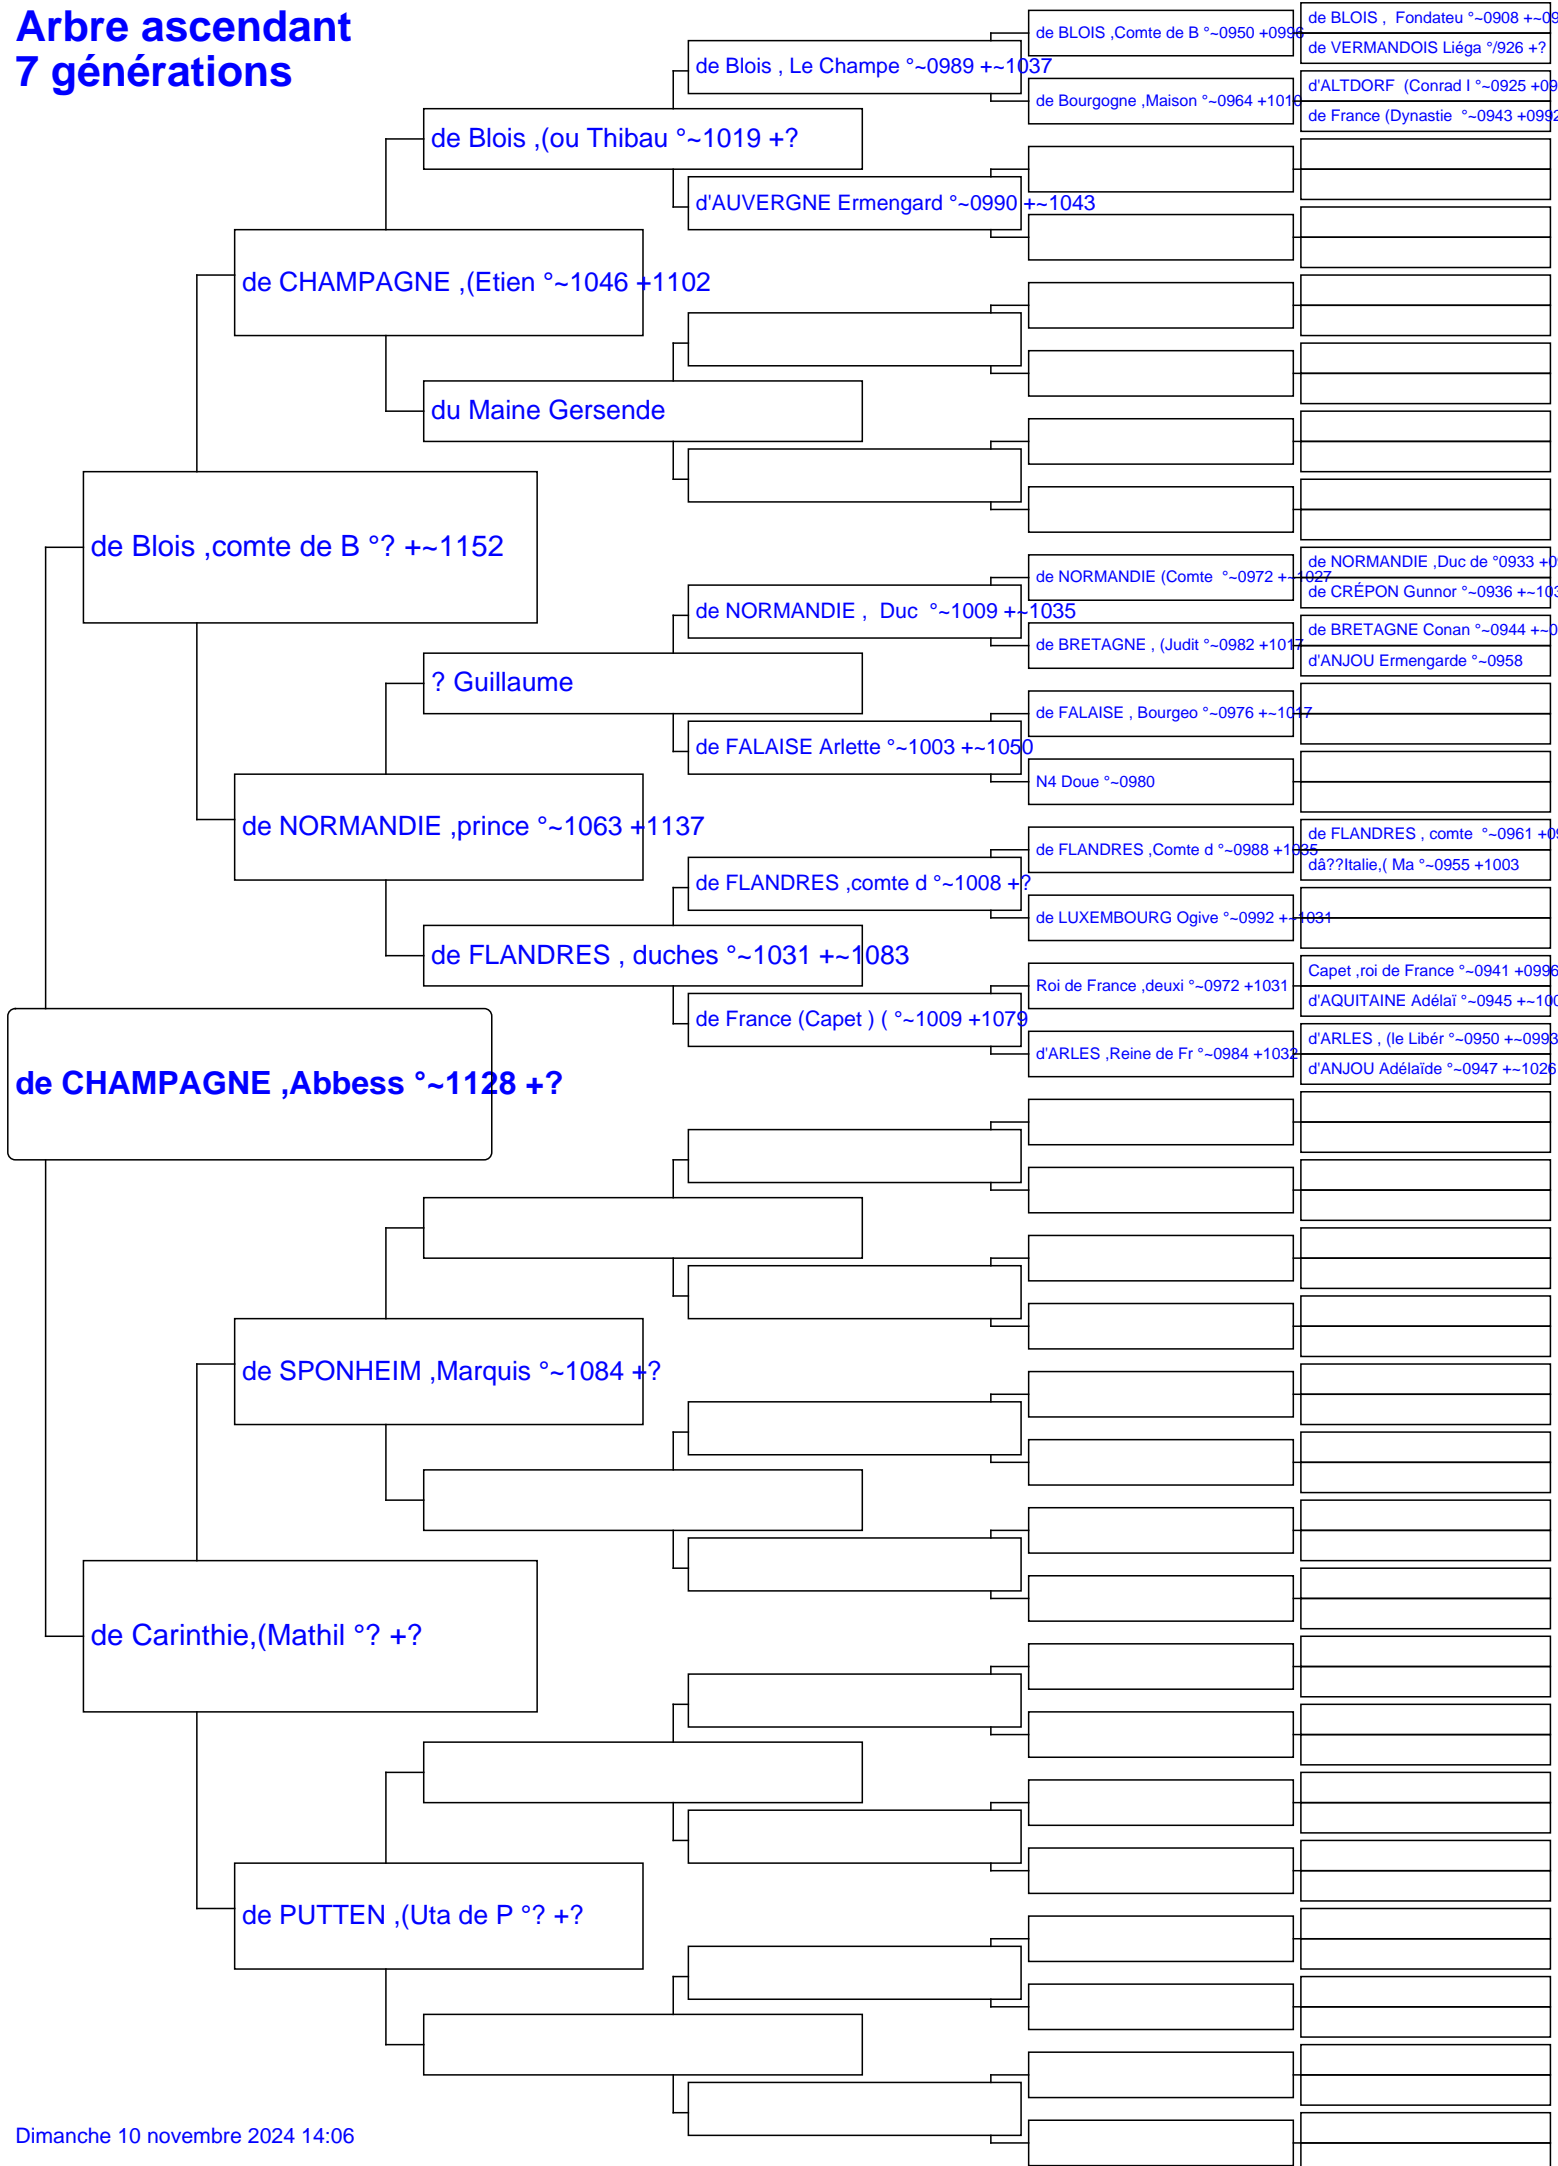 Arbre ascendant
7 générations
de CHAMPAGNE ,Abbess °~1128 +?
de Blois ,comte de B °? +~1152
de Carinthie,(Mathil °? +?
de CHAMPAGNE ,(Etien °~1046 +1102
de NORMANDIE ,prince °~1063 +1137
de SPONHEIM ,Marquis °~1084 +?
de PUTTEN ,(Uta de P °? +?
de Blois ,(ou Thibau °~1019 +?
du Maine Gersende
? Guillaume
de FLANDRES , duches °~1031 +~1083
de Blois , Le Champe °~0989 +~1037
d'AUVERGNE Ermengard °~0990 +~1043
de NORMANDIE , Duc °~1009 +~1035
de FALAISE Arlette °~1003 +~1050
de FLANDRES ,comte d °~1008 +?
de France (Capet ) ( °~1009 +1079
de BLOIS ,Comte de B °~0950 +0996
de Bourgogne ,Maison °~0964 +1010
de NORMANDIE (Comte °~0972 +~1027
de BRETAGNE , (Judit °~0982 +1017
de FALAISE , Bourgeo °~0976 +~1017
N4 Doue °~0980
de FLANDRES ,Comte d °~0988 +1035
de LUXEMBOURG Ogive °~0992 +~1031
Roi de France ,deuxi °~0972 +1031
d'ARLES ,Reine de Fr °~0984 +1032
de BLOIS , Fondateu °~0908 +~09
de VERMANDOIS Liéga °/926 +?
d'ALTDORF (Conrad I °~0925 +09
de France (Dynastie °~0943 +0992
de NORMANDIE ,Duc de °0933 +09
de CRÉPON Gunnor °~0936 +~103
de BRETAGNE Conan °~0944 +~0
d'ANJOU Ermengarde °~0958
de FLANDRES , comte °~0961 +09
dâ??Italie,( Ma °~0955 +1003
Capet ,roi de France °~0941 +0996
d'AQUITAINE Adélaï °~0945 +~100
d'ARLES , (le Libér °~0950 +~0993
d'ANJOU Adélaïde °~0947 +~1026
Dimanche 10 novembre 2024 14:06